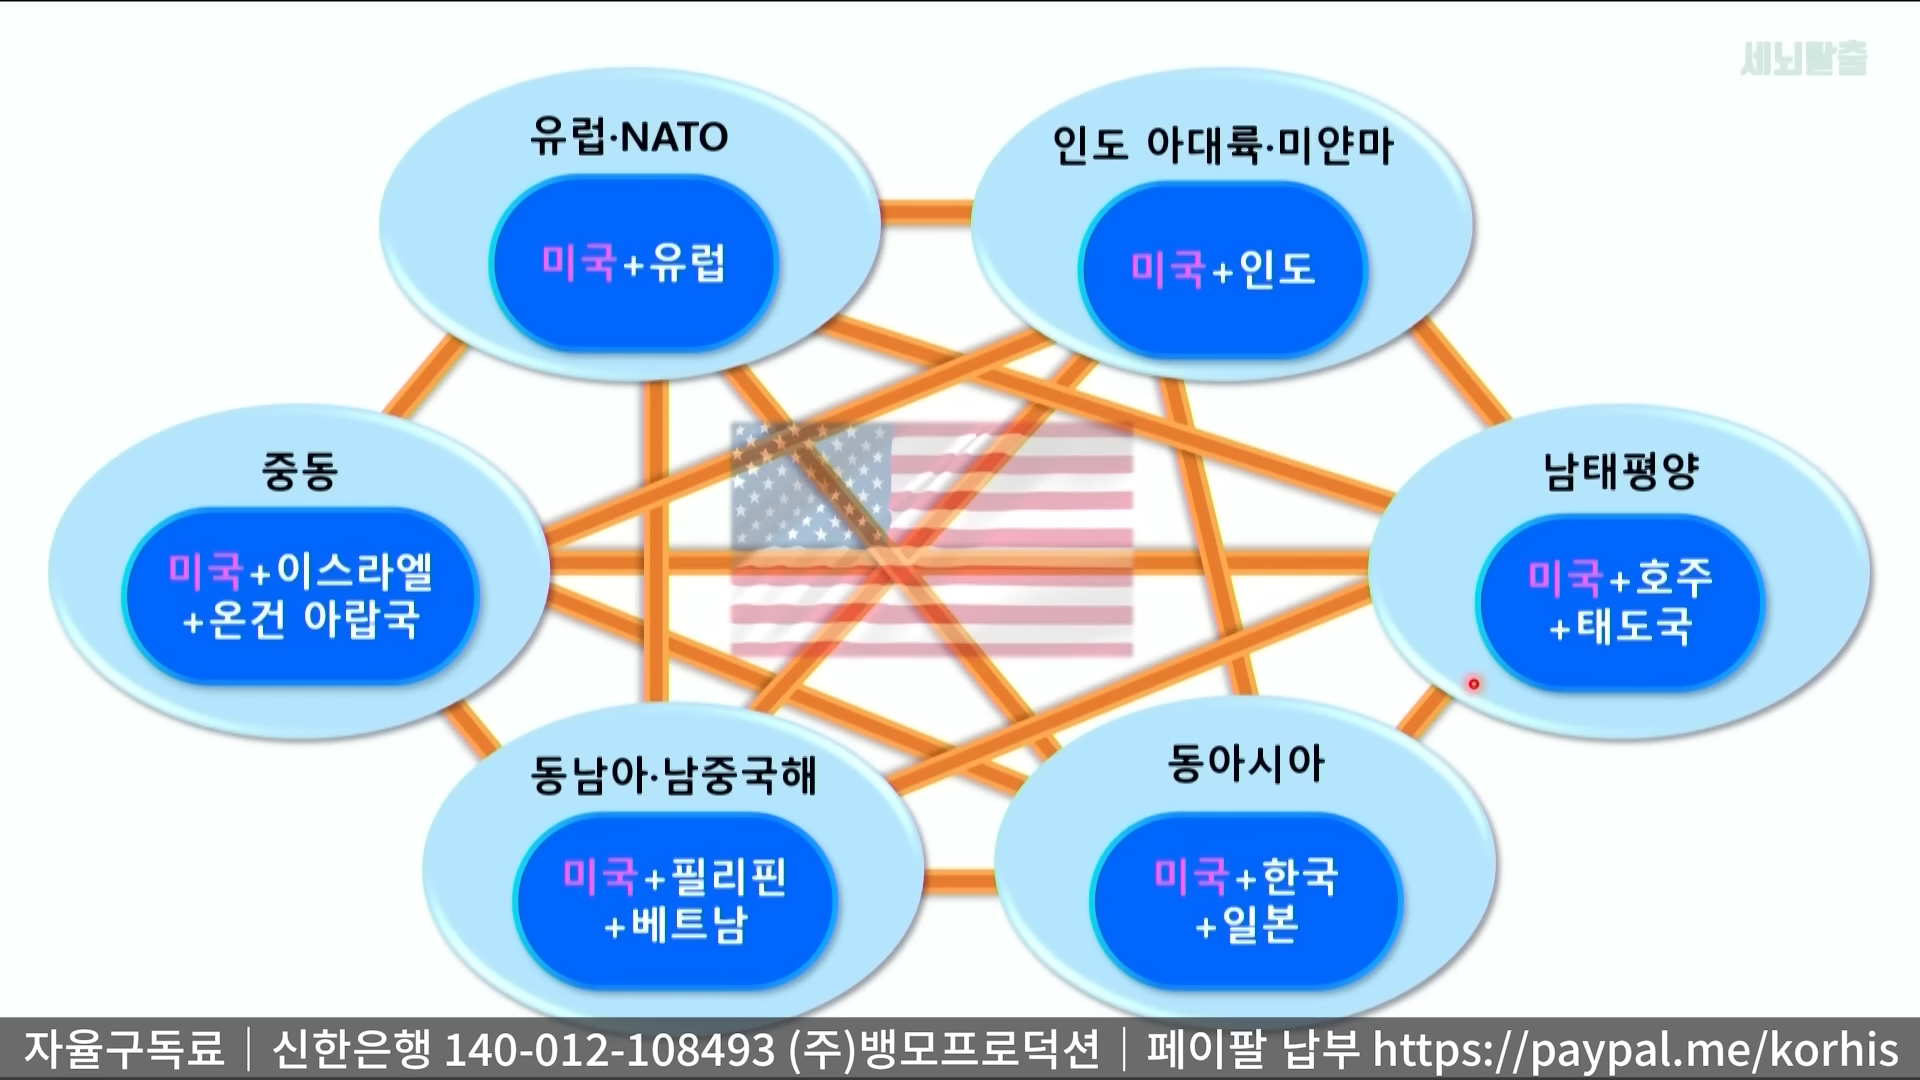 세뇌탈출
유럽·NATO
미국+유럽
인도 아대륙·미얀마
미국+인도
중동
미국+이스라엘
+온건 아랍국
남태평양
미국+호주
+태도국
동남아·남중국해
미국+필리핀
+베트남
동아시아
미국+한국
+일본
자율구독료│신한은행 140-012-108493 (주)뱅모프로덕션│페이팔 납부 https://paypal.me/korhis